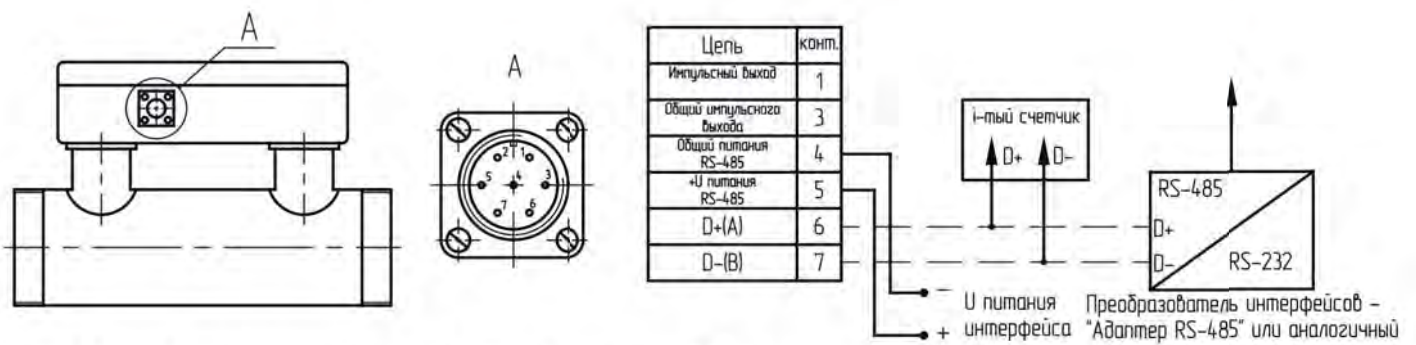 A
A
2 1
5 4 3
7 6
Цепь конт.
Импульсный выход 1
Общий импульсного
выхода 3
Общий питания
RS-485 4
+U питания
RS-485 5
D+(A) 6
D-(B) 7
i-тый счетчик
D+ D-
RS-485
D+
D-
RS-232
− U питания
+ интерфейса
Преобразователь интерфейсов -
"Адаптер RS-485" или аналогичный